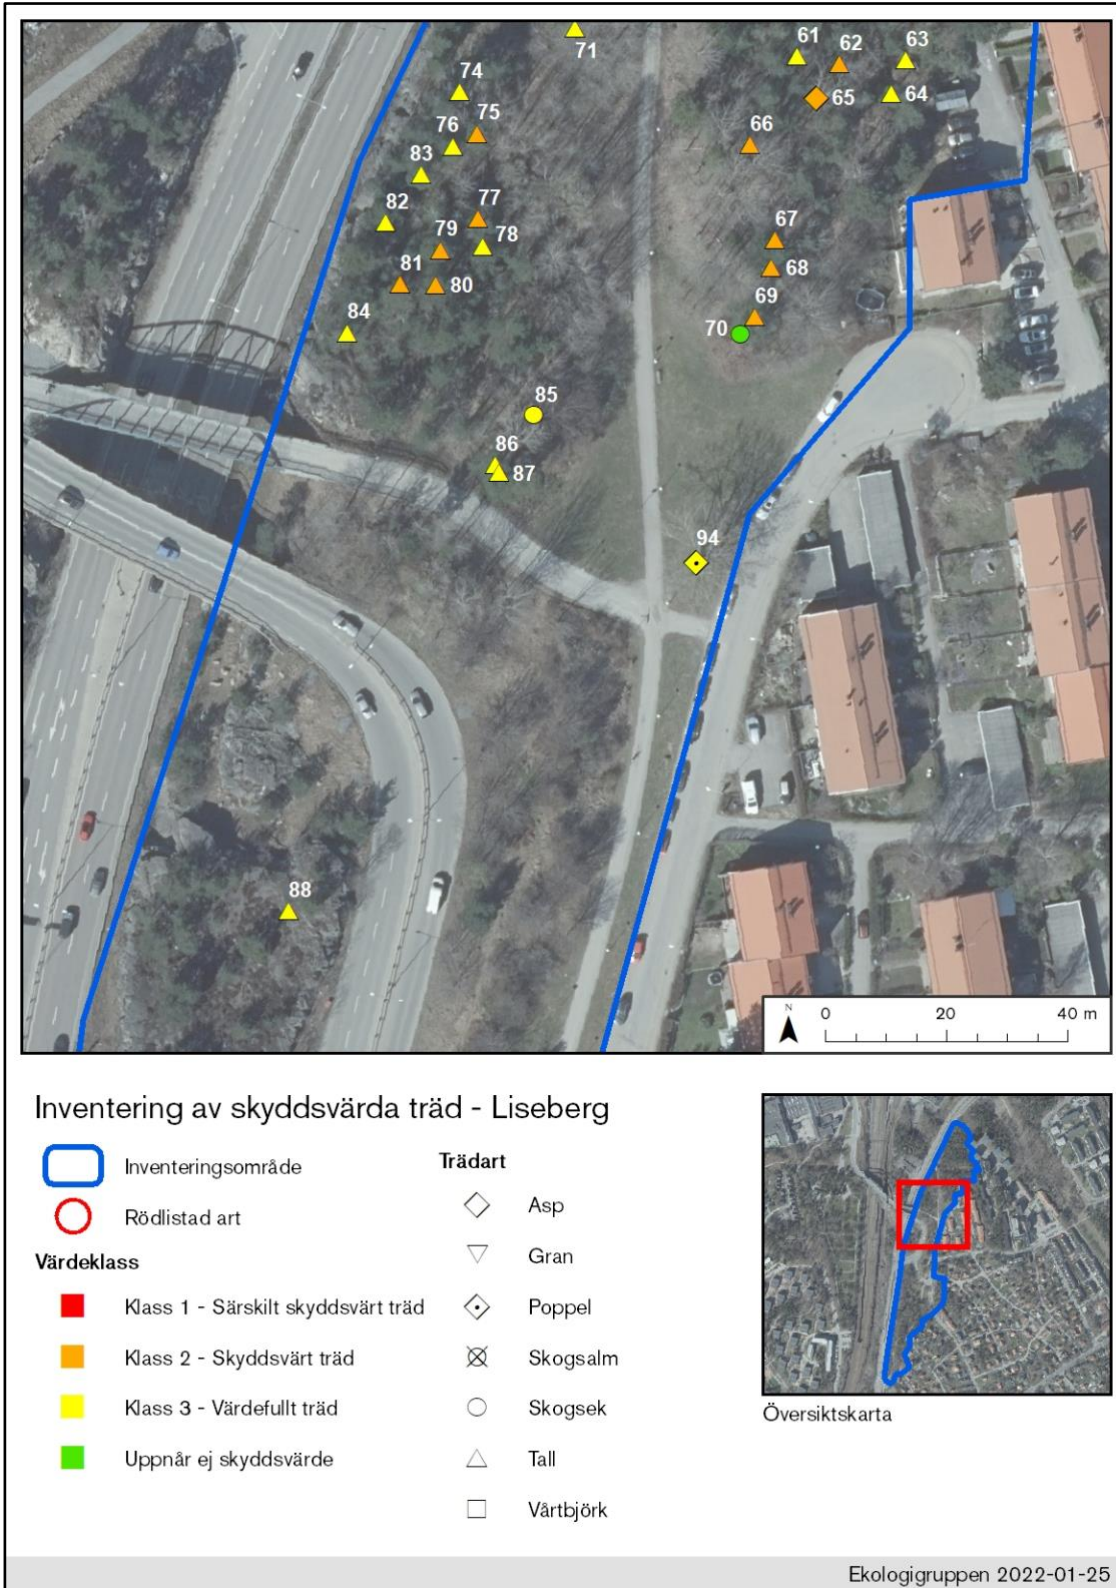 71
61
62
63
74
65
64
75
76
66
83
82
77
67
79
78
81
80
68
69
84
70
85
86
87
94
88
N
0 20 40 m
Inventering av skyddsvärda träd - Liseberg
Inventeringsområde
Rödlistad art
Värdeklass
Klass 1 - Särskilt skyddsvärt träd
Klass 2 - Skyddsvärt träd
Klass 3 - Värdefullt träd
Uppnår ej skyddsvärde
Trädart
Asp
Gran
Poppel
Skogsalm
Skogsek
Tall
Vårtbjörk
Översiktskarta
Ekologigruppen 2022-01-25